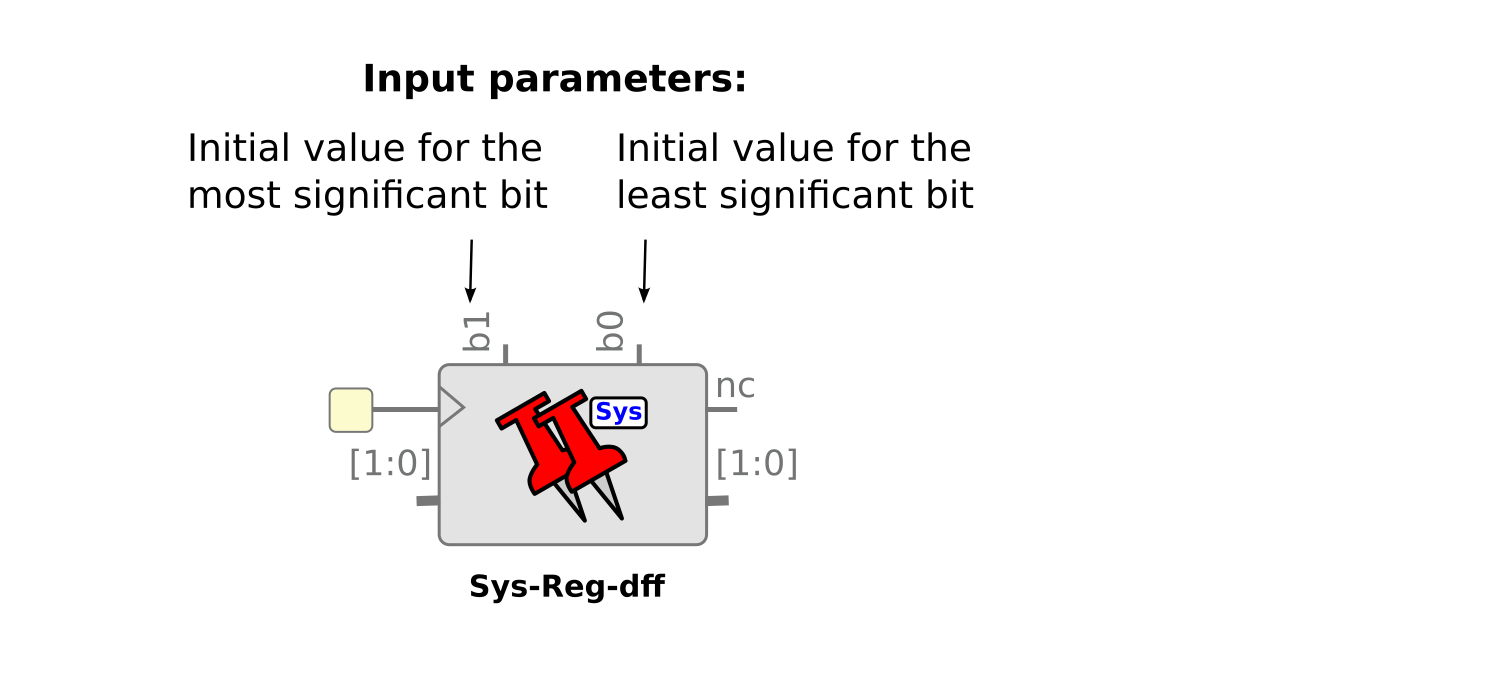 Input parameters:
Initial value for the
most significant bit
Initial value for the
least significant bit
b1
b0
nc
Sys
[1:0]
[1:0]
Sys-Reg-dff